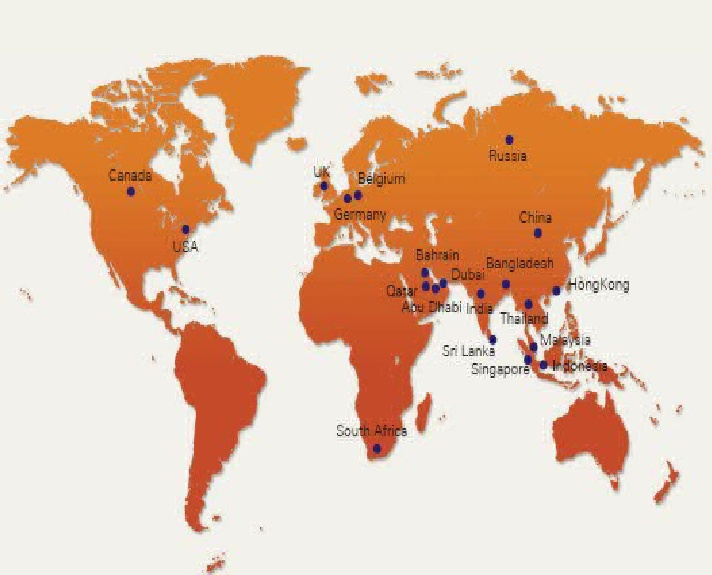 Canada
USA
UK
Belgium
Germany
Russia
China
Bahrain
Dubai
Bangladesh
Qatar
Abu Dhabi
India
HongKong
Thailand
Sri Lanka
Malaysia
Singapore
Indonesia
South Africa